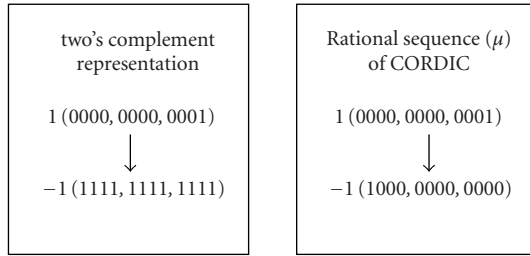 two's complement
representation
1 (0000, 0000, 0001)
−1 (1111, 1111, 1111)
Rational sequence (μ)
of CORDIC
1 (0000, 0000, 0001)
−1 (1000, 0000, 0000)